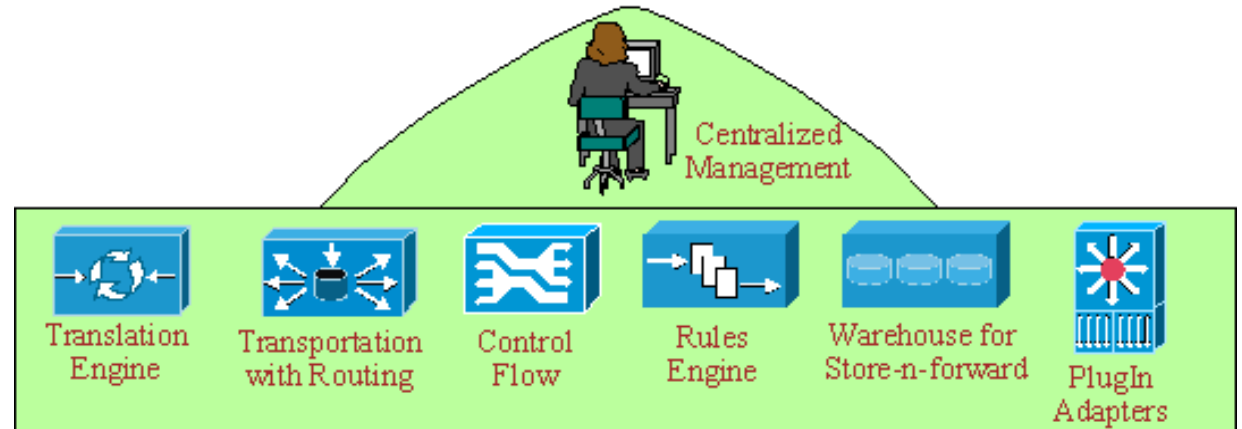 Centralized
Management
Translation
Engine
Transportation
with Routing
Control
Flow
Rules
Engine
Warehouse for
Store-n-forward
PlugIn
Adapters